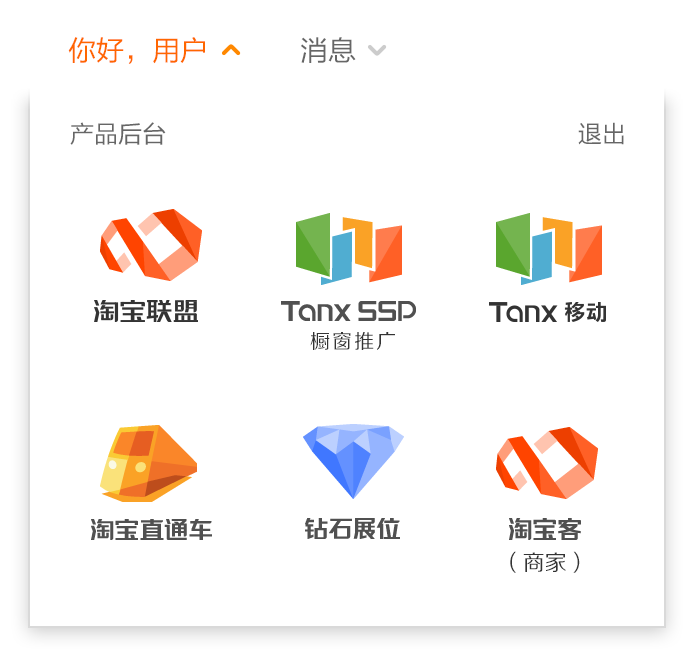 你好，用户 消息
产品后台 退出
淘宝联盟 Tanx SSP Tanx 移动
橱窗推广
淘宝直通车 钻石展位 淘宝客
（商家）